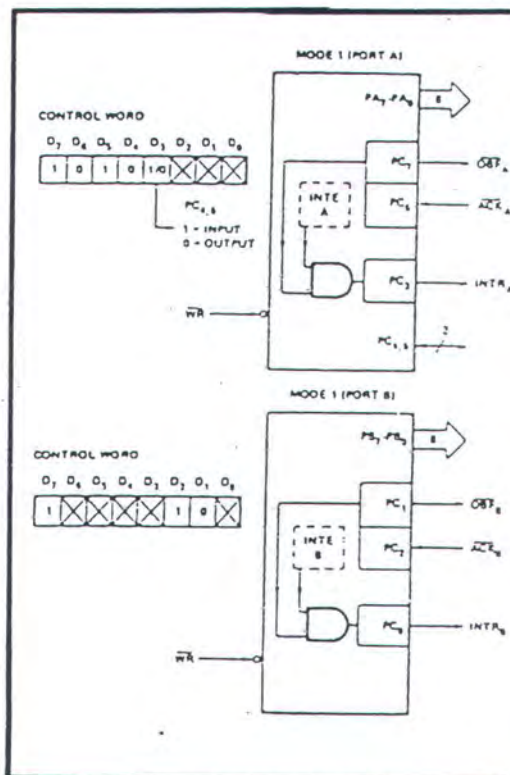 MODE 1 (PORT A)
PA7-PA0
8
CONTROL WORD
D7 D6 D5 D4 D3 D2 D1 D0
1 0 1 0 1/0 X X X
PC4,5
1 = INPUT
0 = OUTPUT
PC7
OBFA
INTE
A
PC6
ACKA
PC3
INTRA
WR
PC4,5
2
MODE 1 (PORT B)
PB7-PB0
8
CONTROL WORD
D7 D6 D5 D4 D3 D2 D1 D0
1 X X X X 1 0 X
PC1
OBFB
INTE
B
PC2
ACKB
PC0
INTRB
WR